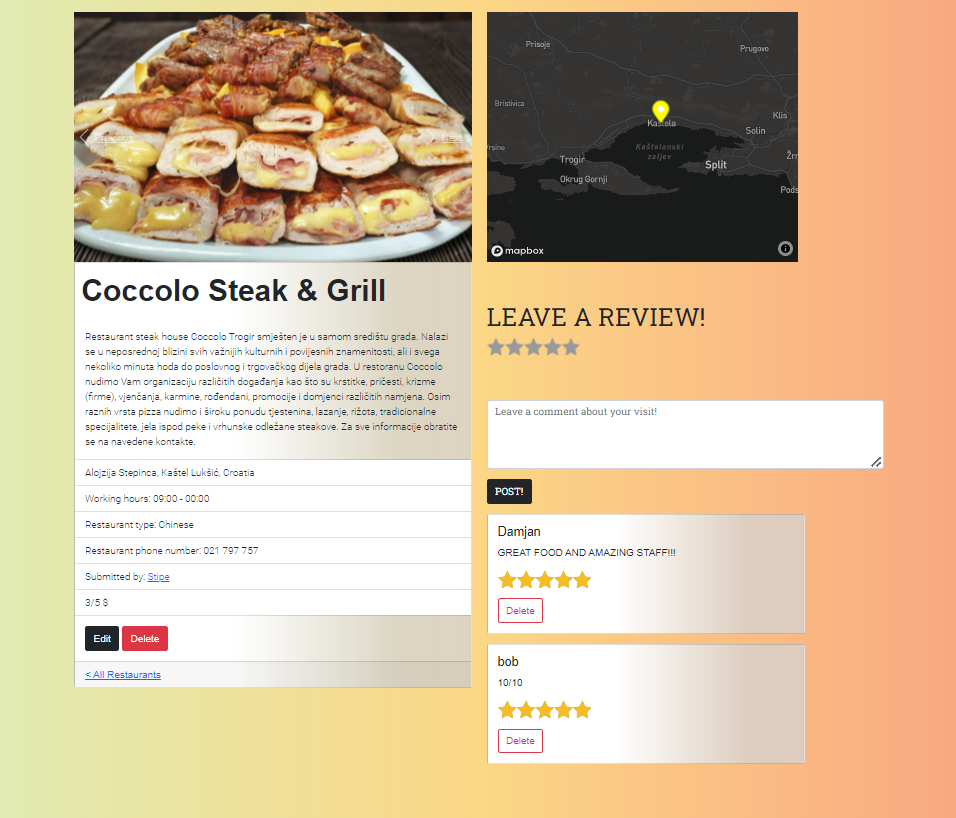 Previous
Next
Coccolo Steak & Grill
Restaurant steak house Coccolo Trogir smješten je u samom središtu grada. Nalazi
se u neposrednoj blizini svih važnijih kulturnih i povijesnih znamenitosti, ali i svega
nekoliko minuta hoda do poslovnog i trgovačkog dijela grada. U restoranu Coccolo
nudimo Vam organizaciju različitih događanja kao što su krstitke, pričesti, krizme
(firme), vjenčanja, karmine, rođendani, promocije i domjenci različitih namjena. Osim
raznih vrsta pizza nudimo i široku ponudu tjestenina, lazanje, rižota, tradicionalne
specijalitete, jela ispod peke i vrhunske odležane steakove. Za sve informacije obratite
se na navedene kontakte.
Alojzija Stepinca, Kaštel Lukšić, Croatia
Working hours: 09:00 - 00:00
Restaurant type: Chinese
Restaurant phone number: 021 797 757
Submitted by: Stipe
3/5 $
Edit Delete
< All Restaurants
Prisoje
Prugovo
Bristivica
Klis
Kaštela
Solin
Vrsine
Kaštelanski
zaljev
Žrn
Trogir
Split
Okrug Gornji
Pods
mapbox
LEAVE A REVIEW!
Leave a comment about your visit!
POST!
Damjan
GREAT FOOD AND AMAZING STAFF!!!
Delete
bob
10/10
Delete